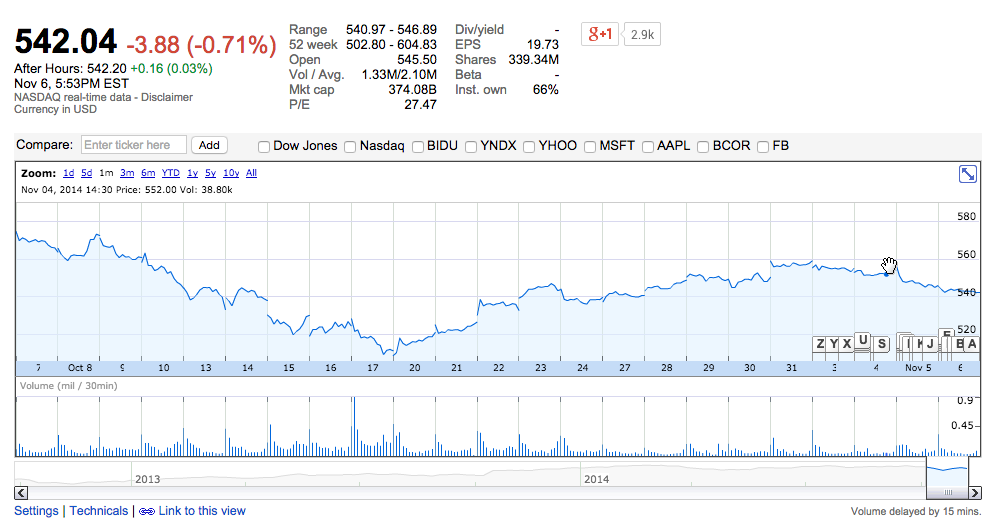 542.04 -3.88 (-0.71%)
After Hours: 542.20 +0.16 (0.03%)
Nov 6, 5:53PM EST
NASDAQ real-time data - Disclaimer
Currency in USD
Range 540.97 - 546.89
52 week 502.80 - 604.83
Open 545.50
Vol / Avg. 1.33M/2.10M
Mkt cap 374.08B
P/E 27.47
Div/yield -
EPS 19.73
Shares 339.34M
Beta -
Inst. own 66%
g+1 2.9k
Compare: Enter ticker here Add Dow Jones Nasdaq BIDU YNDX YHOO MSFT AAPL BCOR FB
Zoom: 1d 5d 1m 3m 6m YTD 1y 5y 10y All
Nov 04, 2014 14:30 Price: 552.00 Vol: 38.80k
580
560
540
520
Z Y X U S I K J E B A
7 Oct 8 9 10 13 14 15 16 17 20 21 22 23 24 27 28 29 30 31 3 4 Nov 5 6
Volume (mil / 30min)
0.9
0.45
2013 2014
Settings | Technicals | Link to this view
Volume delayed by 15 mins.